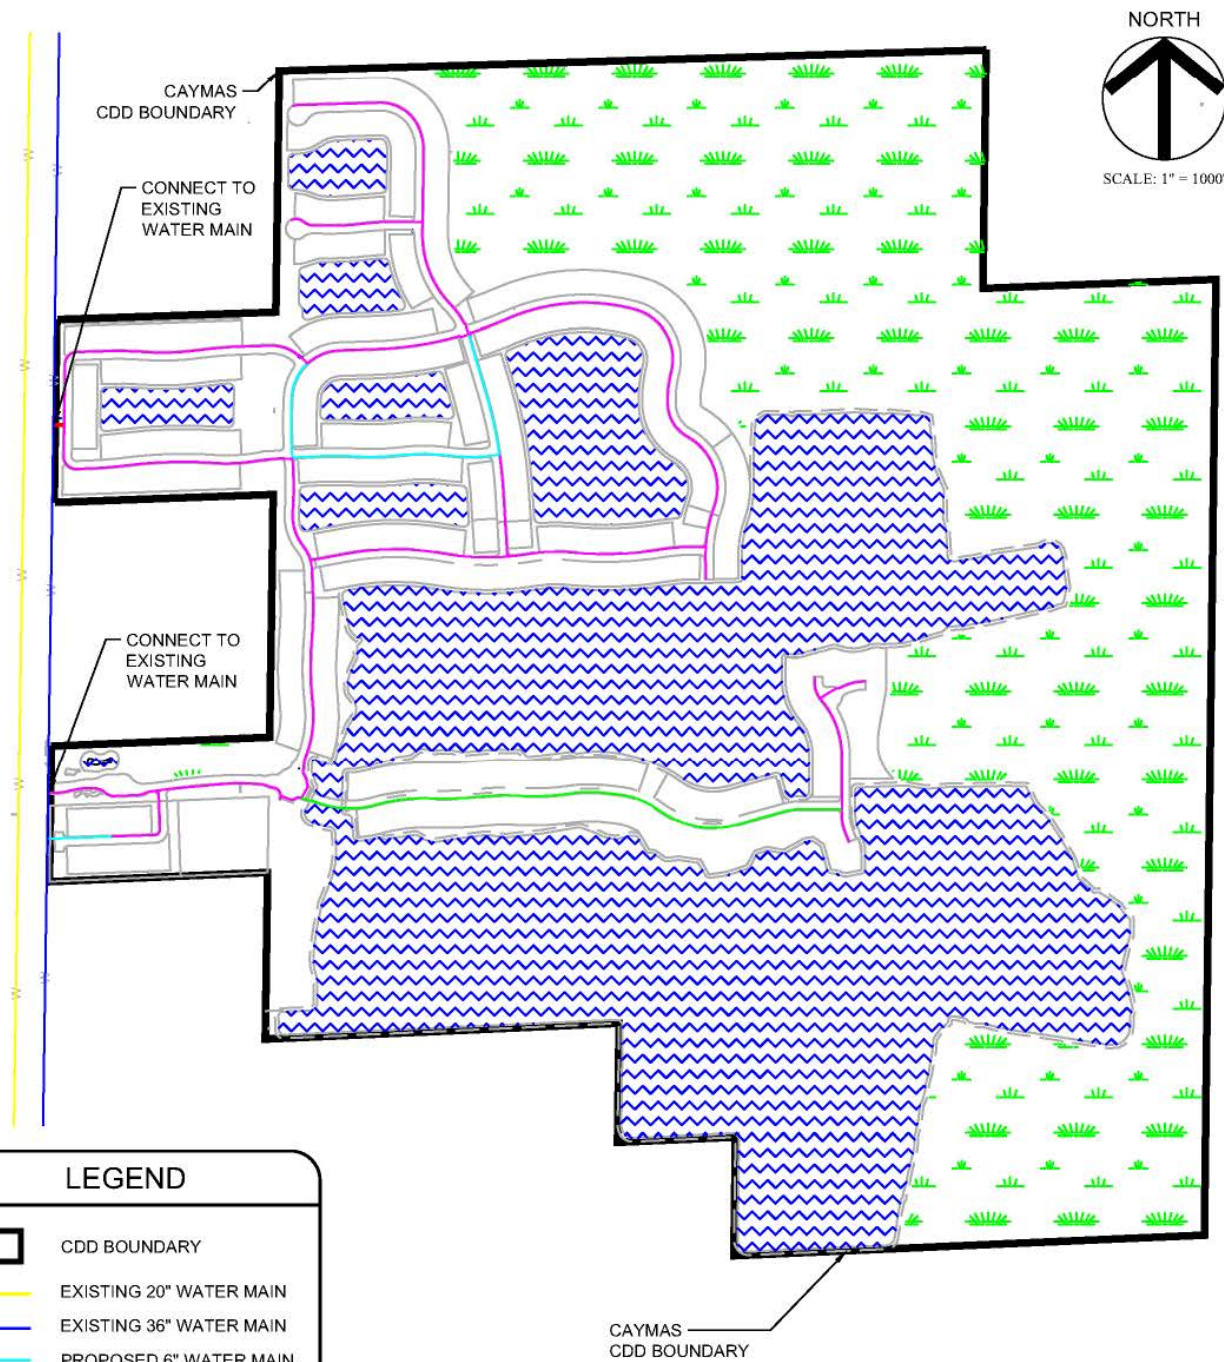 NORTH
SCALE: 1" = 1000'
CAYMAS
CDD BOUNDARY
CONNECT TO
EXISTING
WATER MAIN
CONNECT TO
EXISTING
WATER MAIN
W
W
W
W
W
W
W
W
W
W
LEGEND
CDD BOUNDARY
EXISTING 20" WATER MAIN
EXISTING 36" WATER MAIN
PROPOSED 6" WATER MAIN
CAYMAS
CDD BOUNDARY